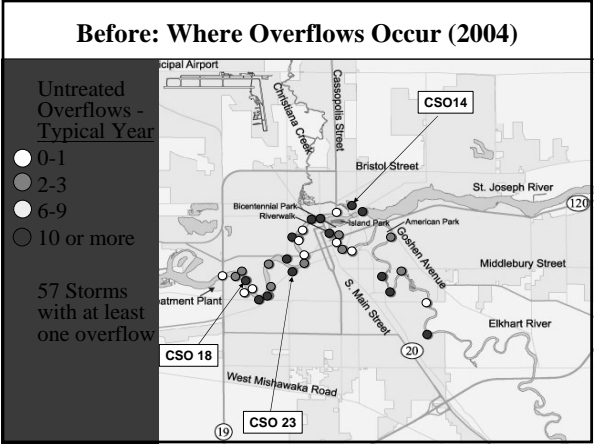 Before: Where Overflows Occur (2004)
icipal Airport
Christiana Creek
Cassopolis Street
CSO14
Untreated
Overflows -
Typical Year
0-1
2-3
6-9
10 or more
57 Storms
with at least
one overflow
Bristol Street
St. Joseph River
120
Bicentennial Park
Riverwalk
Island Park
American Park
Goshen Avenue
Middlebury Street
eatment Plant
S. Main Street
Elkhart River
20
CSO 18
West Mishawaka Road
CSO 23
19